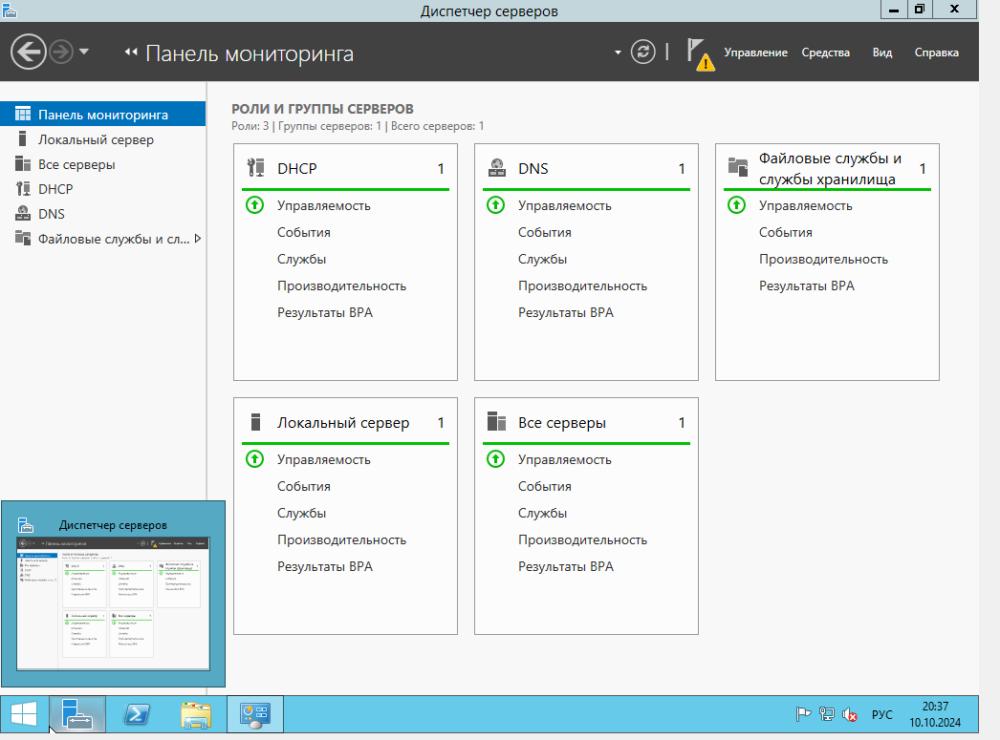 Диспетчер серверов
Панель мониторинга
Управление Средства Вид Справка
Панель мониторинга
Локальный сервер
Все серверы
DHCP
DNS
Файловые службы и сл...
РОЛИ И ГРУППЫ СЕРВЕРОВ
Роли: 3 | Группы серверов: 1 | Всего серверов: 1
DHCP 1
Управляемость
События
Службы
Производительность
Результаты BPA
DNS 1
Управляемость
События
Службы
Производительность
Результаты BPA
Файловые службы и
службы хранилища 1
Управляемость
События
Производительность
Результаты BPA
Локальный сервер 1
Управляемость
События
Службы
Производительность
Результаты BPA
Все серверы 1
Управляемость
События
Службы
Производительность
Результаты BPA
Диспетчер серверов
РУС
20:37
10.10.2024